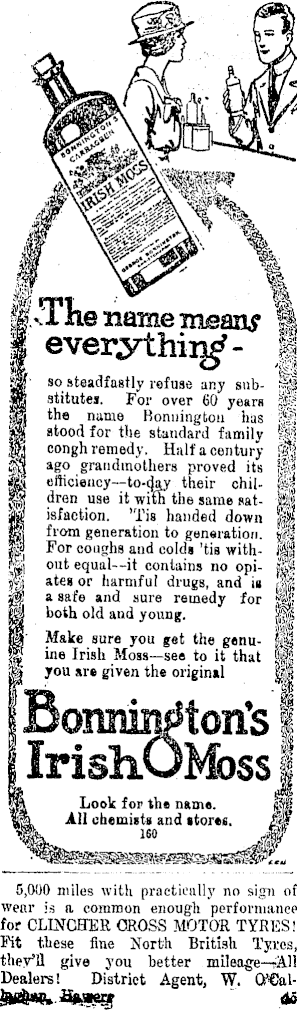 BONNINGTON'S
CARRAGEEN
IRISH MOSS
The name means
everything -
so steadfastly refuse any sub-
stitutes. For over 60 years
the name Bonnington has
stood for the standard family
congh remedy. Half a century
ago grandmothers proved its
efficiency—to-day their chil-
dren use it with the same sat-
isfaction. 'Tis handed down
from generation to generation.
For coughs and colds 'tis with-
out equal—it contains no opi-
ates or harmful drugs, and is
a safe and sure remedy for
both old and young.
Make sure you get the genu-
ine Irish Moss—see to it that
you are given the original
Bonnington's
Irish Moss
Look for the name.
All chemists and stores.
160
5,000 miles with practically no sign of
wear is a common enough performance
for CLINCHER CROSS MOTOR TYRES!
Fit these fine North British Tyres,
they'll give you better mileage—All
Dealers! District Agent, W. O'Cal-
laghan, Hawera